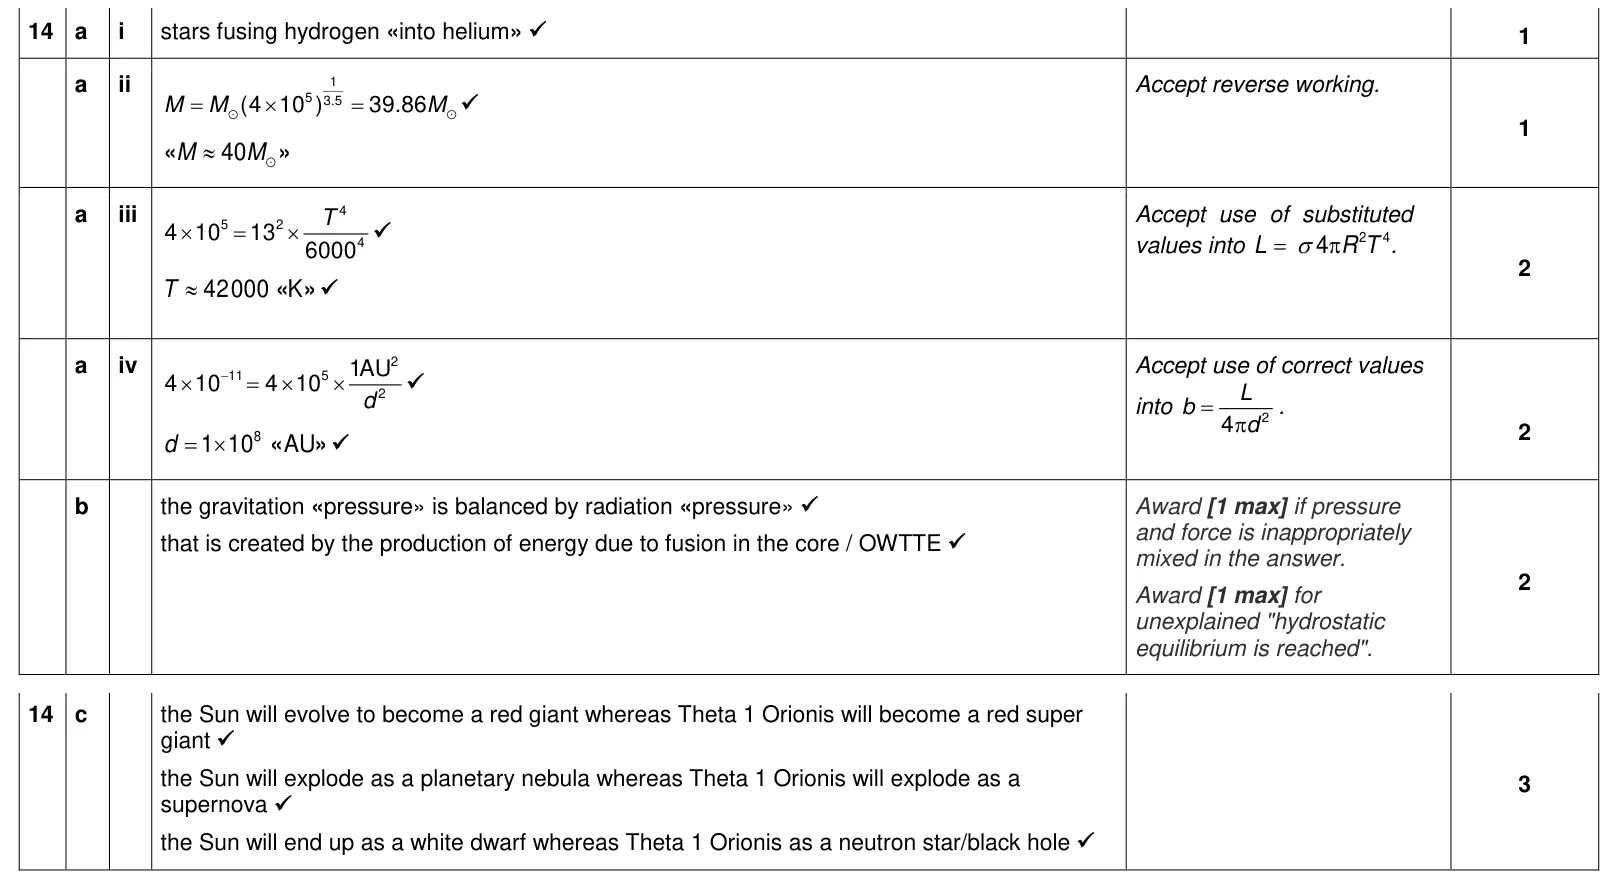 14 a i stars fusing hydrogen «into helium» ✓ 1
a ii M = M☉(4×10⁵)^(1/3.5) = 39.86M☉ ✓ Accept reverse working. 1
«M ≈ 40M☉»
a iii 4×10⁵ = 13² × T⁴/6000⁴ ✓ Accept use of substituted
values into L = σ4πR²T⁴.
T ≈ 42000 «K» ✓ 2
a iv 4×10⁻¹¹ = 4×10⁵ × 1AU²/d² ✓ Accept use of correct values
into b = L/4πd².
d = 1×10⁸ «AU» ✓ 2
b the gravitation «pressure» is balanced by radiation «pressure» ✓
that is created by the production of energy due to fusion in the core / OWTTE ✓
Award [1 max] if pressure
and force is inappropriately
mixed in the answer.
Award [1 max] for
unexplained "hydrostatic
equilibrium is reached".
2
14 c the Sun will evolve to become a red giant whereas Theta 1 Orionis will become a red super
giant ✓
the Sun will explode as a planetary nebula whereas Theta 1 Orionis will explode as a
supernova ✓
the Sun will end up as a white dwarf whereas Theta 1 Orionis as a neutron star/black hole ✓
3